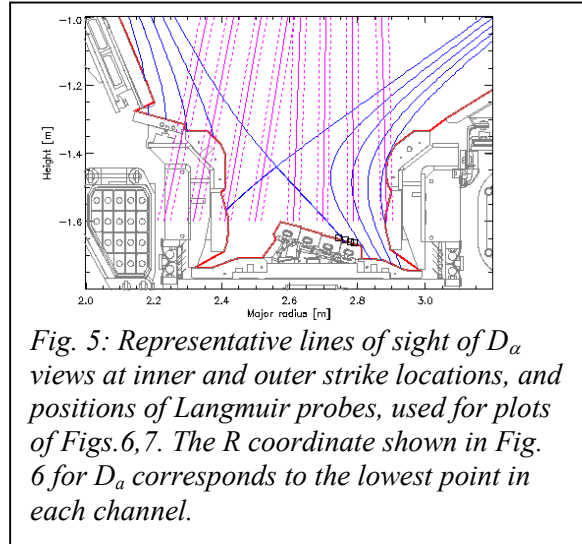 -1.0
-1.2
-1.4
-1.6
Height [m]
2.0 2.2 2.4 2.6 2.8 3.0
Major radius [m]
Fig. 5: Representative lines of sight of Dα
views at inner and outer strike locations, and
positions of Langmuir probes, used for plots
of Figs.6,7. The R coordinate shown in Fig.
6 for Da corresponds to the lowest point in
each channel.